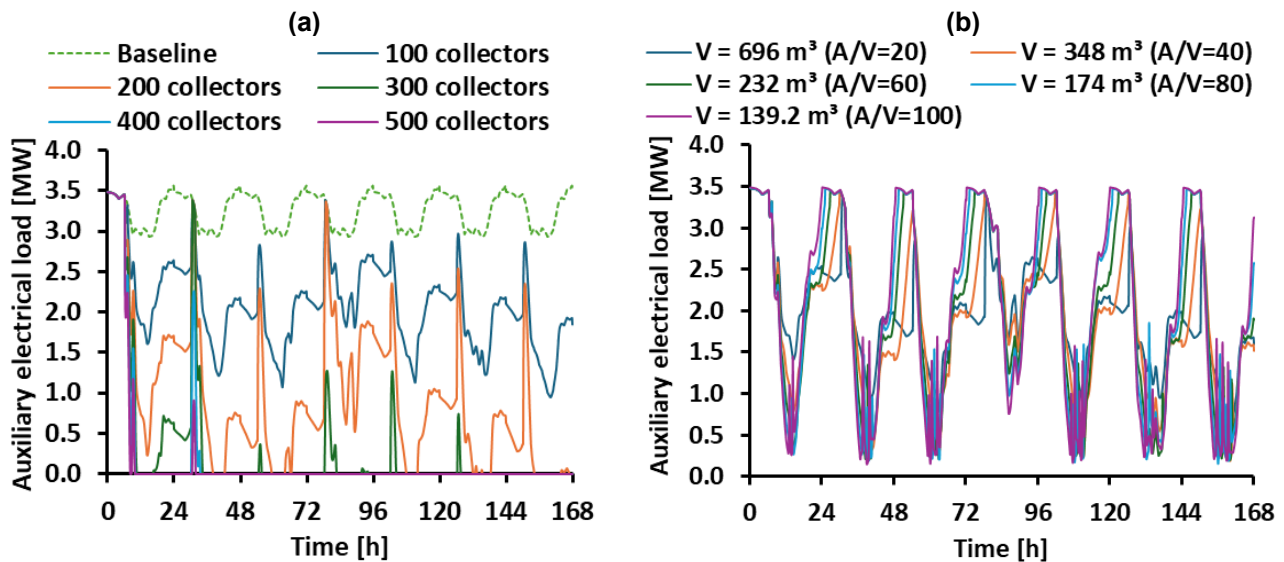 (a)
Baseline
100 collectors
200 collectors
300 collectors
400 collectors
500 collectors
Auxiliary electrical load [MW]
4.0
3.5
3.0
2.5
2.0
1.5
1.0
0.5
0.0
0 24 48 72 96 120 144 168
Time [h]
(b)
V = 696 m³ (A/V=20)
V = 348 m³ (A/V=40)
V = 232 m³ (A/V=60)
V = 174 m³ (A/V=80)
V = 139.2 m³ (A/V=100)
Auxiliary electrical load [MW]
4.0
3.5
3.0
2.5
2.0
1.5
1.0
0.5
0.0
0 24 48 72 96 120 144 168
Time [h]